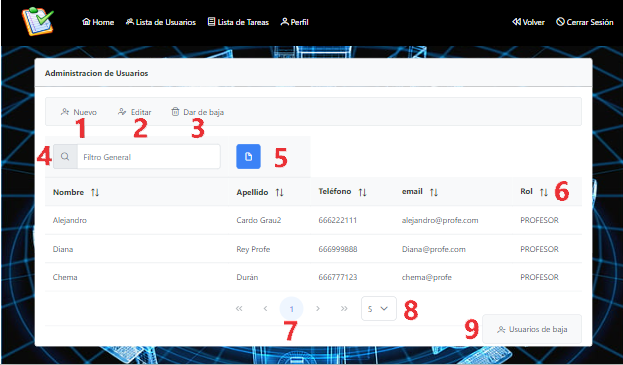 Home Lista de Usuarios Lista de Tareas Perfil Volver Cerrar Sesión
Administracion de Usuarios
Nuevo Editar Dar de baja
1 2 3
4 Filtro General 5
Nombre Apellido Teléfono email Rol 6
Alejandro Cardo Grau2 666222111 alejandro@profe.com PROFESOR
Diana Rey Profe 666999888 Diana@profe.com PROFESOR
Chema Durán 666777123 chema@profe PROFESOR
« ‹ 1 › » 5 8
7
9 Usuarios de baja